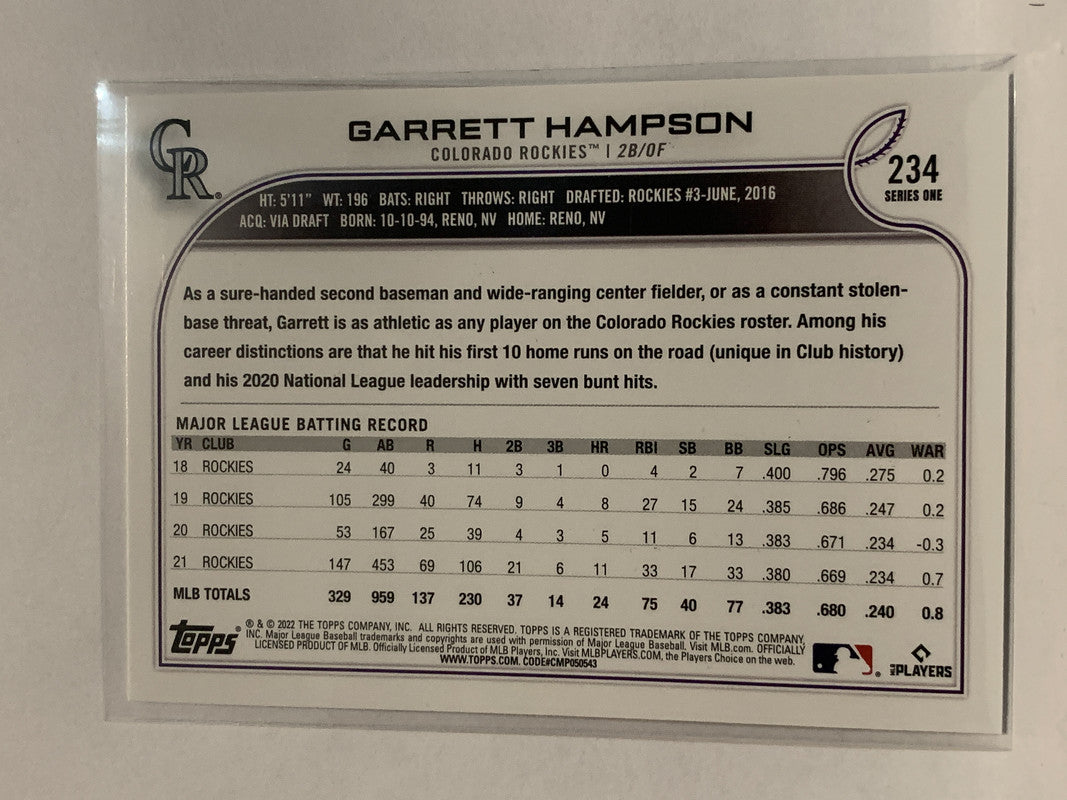 CR®
GARRETT HAMPSON
COLORADO ROCKIES™ | 2B/OF
234
SERIES ONE
HT: 5'11" WT: 196 BATS: RIGHT THROWS: RIGHT DRAFTED: ROCKIES #3-JUNE, 2016
ACQ: VIA DRAFT BORN: 10-10-94, RENO, NV HOME: RENO, NV
As a sure-handed second baseman and wide-ranging center fielder, or as a constant stolen-
base threat, Garrett is as athletic as any player on the Colorado Rockies roster. Among his
career distinctions are that he hit his first 10 home runs on the road (unique in Club history)
and his 2020 National League leadership with seven bunt hits.
MAJOR LEAGUE BATTING RECORD
YR CLUB G AB R H 2B 3B HR RBI SB BB SLG OPS AVG WAR
18 ROCKIES 24 40 3 11 3 1 0 4 2 7 .400 .796 .275 0.2
19 ROCKIES 105 299 40 74 9 4 8 27 15 24 .385 .686 .247 0.2
20 ROCKIES 53 167 25 39 4 3 5 11 6 13 .383 .671 .234 -0.3
21 ROCKIES 147 453 69 106 21 6 11 33 17 33 .380 .669 .234 0.7
MLB TOTALS 329 959 137 230 37 14 24 75 40 77 .383 .680 .240 0.8
Topps®
® & © 2022 THE TOPPS COMPANY, INC. ALL RIGHTS RESERVED. TOPPS IS A REGISTERED TRADEMARK OF THE TOPPS COMPANY,
INC. Major League Baseball trademarks and copyrights are used with permission of Major League Baseball. Visit MLB.com. OFFICIALLY
LICENSED PRODUCT OF MLB. Officially Licensed Product of MLB Players, Inc. Visit MLBPLAYERS.COM, the Players Choice on the web.
WWW.TOPPS.COM. CODE#CMP050543
MLB PLAYERS